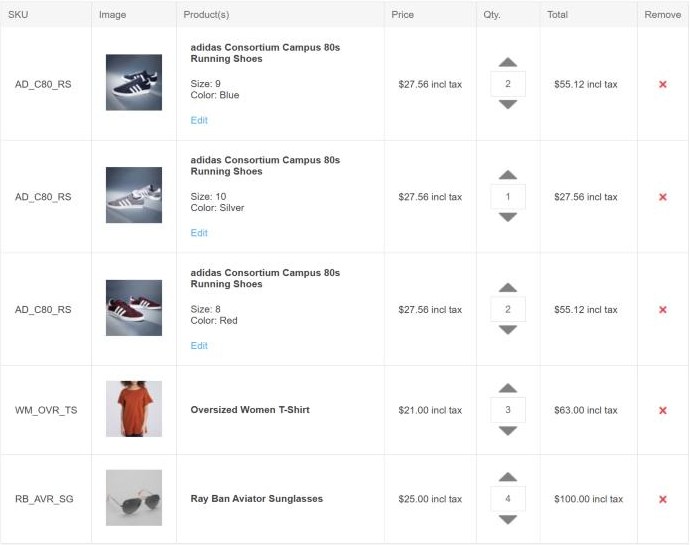 SKU Image Product(s) Price Qty. Total Remove
adidas Consortium Campus 80s
Running Shoes
Size: 9
AD_C80_RS $27.56 incl tax 2 $55.12 incl tax
Color: Blue
Edit
adidas Consortium Campus 80s
Running Shoes
Size: 10
AD_C80_RS $27.56 incl tax 1 $27.56 incl tax
Color: Silver
Edit
adidas Consortium Campus 80s
Running Shoes
Size: 8
AD_C80_RS $27.56 incl tax 2 $55.12 incl tax
Color: Red
Edit
WM_OVR_TS Oversized Women T-Shirt $21.00 incl tax 3 $63.00 incl tax
RB_AVR_SG Ray Ban Aviator Sunglasses $25.00 incl tax 4 $100.00 incl tax